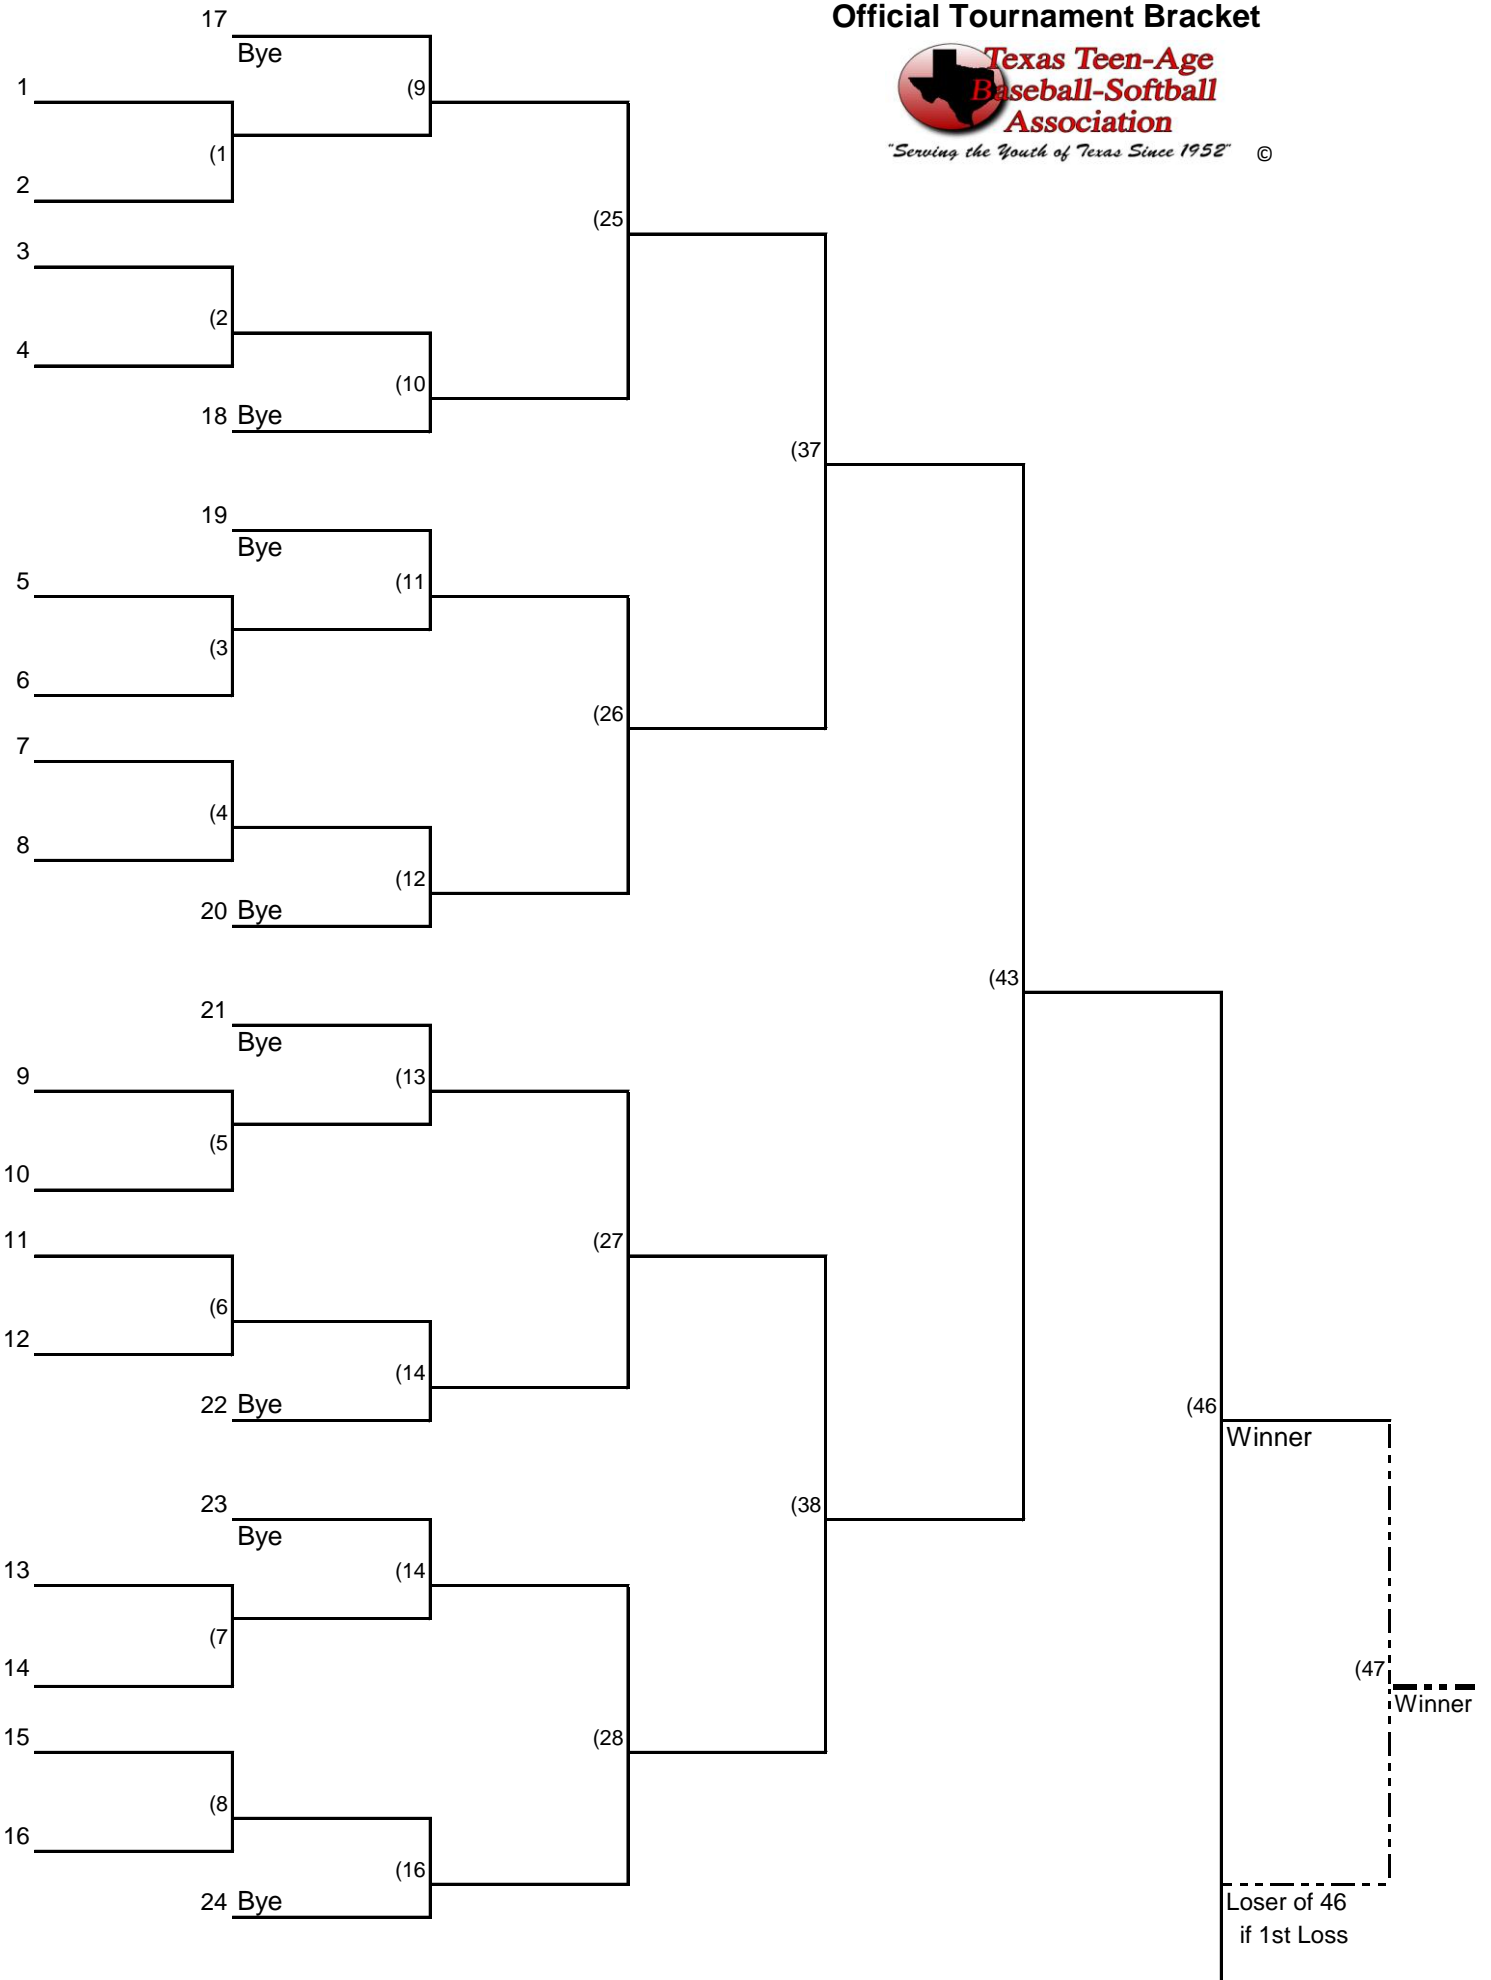 Official Tournament Bracket
Texas Teen-Age
Baseball-Softball
Association
"Serving the Youth of Texas Since 1952" ©
17
Bye
1
(9
(1
2
(25
3
(2
4
(10
18 Bye
(37
19
Bye
5
(11
(3
6
(26
7
(4
8
(12
20 Bye
(43
21
Bye
9
(13
(5
10
11
(27
(6
12
(14
22 Bye
(46
Winner
23
Bye
(38
13
(14
(7
14
(47
Winner
15
(28
(8
16
(16
24 Bye
Loser of 46
if 1st Loss